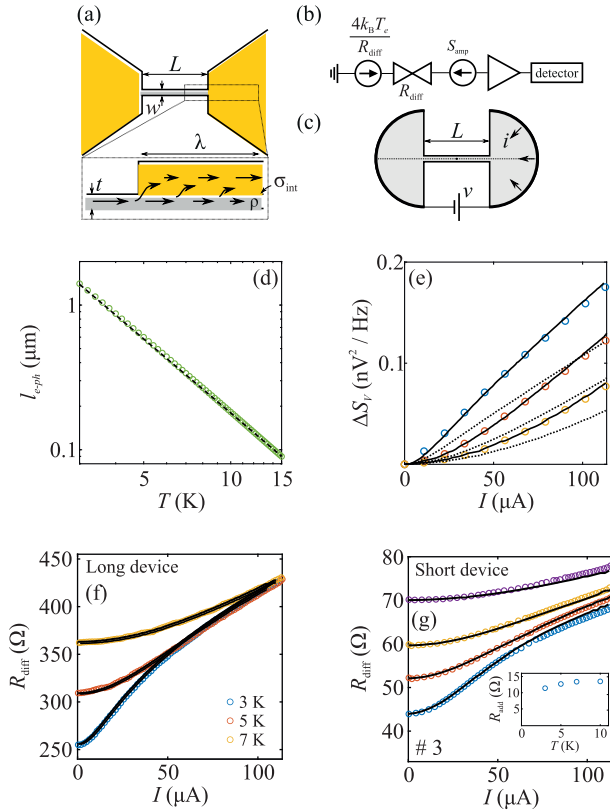 (a)
L
w
λ
t
σint
ρ
(b)
4kBTe
Rdiff
Samp
Rdiff
detector
(c)
L
i
v
(d)
1
0.1
le-ph (μm)
5
10
15
T (K)
(e)
0.2
0.1
0
ΔSV (nV² / Hz)
0
50
100
I (μA)
Long device
(f)
450
400
350
300
250
Rdiff (Ω)
3 K
5 K
7 K
0
50
100
I (μA)
Short device
(g)
80
70
60
50
40
Rdiff (Ω)
# 3
Radd (Ω)
15
10
0
5
10
T (K)
0
50
100
I (μA)